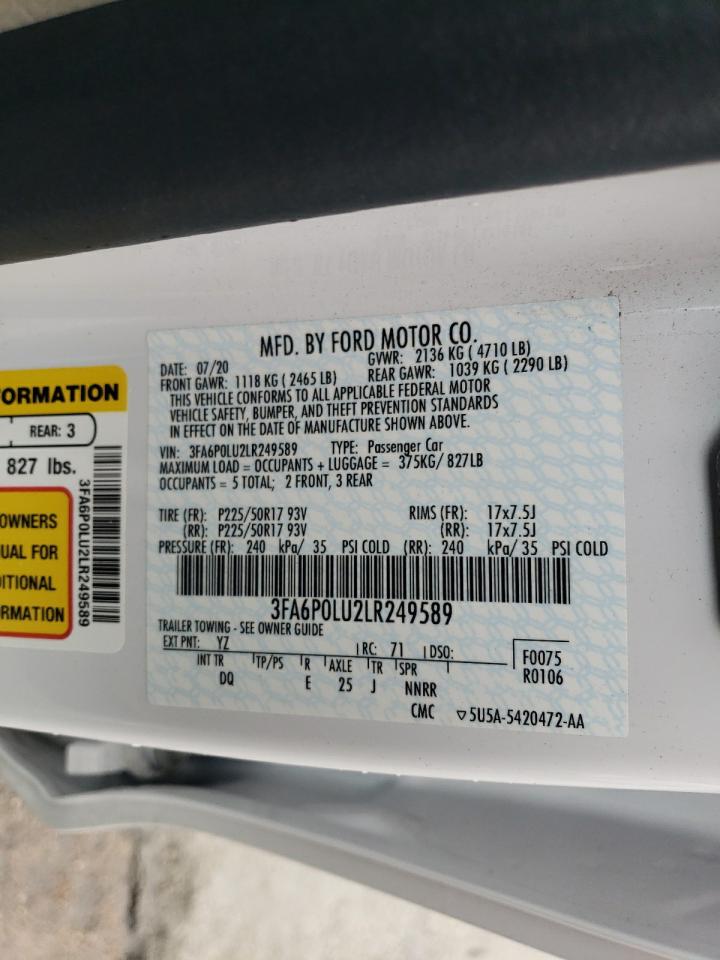 MFD. BY FORD MOTOR CO.
DATE: 07/20 GVWR: 2136 KG ( 4710 LB)
FRONT GAWR: 1118 KG ( 2465 LB) REAR GAWR: 1039 KG ( 2290 LB)
THIS VEHICLE CONFORMS TO ALL APPLICABLE FEDERAL MOTOR
VEHICLE SAFETY, BUMPER, AND THEFT PREVENTION STANDARDS
IN EFFECT ON THE DATE OF MANUFACTURE SHOWN ABOVE.
VIN: 3FA6P0LU2LR249589 TYPE: Passenger Car
MAXIMUM LOAD = OCCUPANTS + LUGGAGE = 375KG/ 827LB
OCCUPANTS = 5 TOTAL; 2 FRONT, 3 REAR
TIRE (FR): P225/50R17 93V RIMS (FR): 17x7.5J
(RR): P225/50R17 93V (RR): 17x7.5J
PRESSURE (FR): 240 kPa/ 35 PSI COLD (RR): 240 kPa/ 35 PSI COLD
3FA6P0LU2LR249589
TRAILER TOWING - SEE OWNER GUIDE
EXT PNT: YZ RC: 71 DSO: F0075
INT TR TP/PS R AXLE TR SPR R0106
DQ E 25 J NNRR
CMC ▽5U5A-5420472-AA
FORMATION
REAR: 3
827 lbs.
3FA6P0LU2LR249589
OWNERS
UAL FOR
DITIONAL
ORMATION